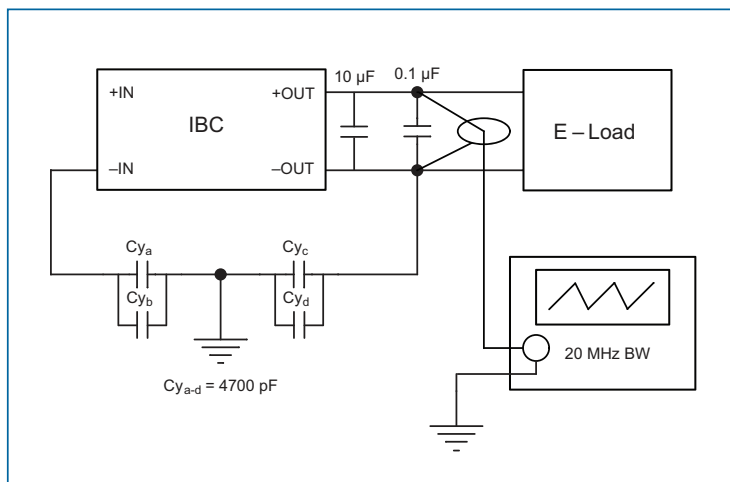 10 µF
0.1 µF
+IN
+OUT
IBC
E – Load
–IN
–OUT
Cya
Cyc
Cyb
Cyd
20 MHz BW
Cya-d = 4700 pF